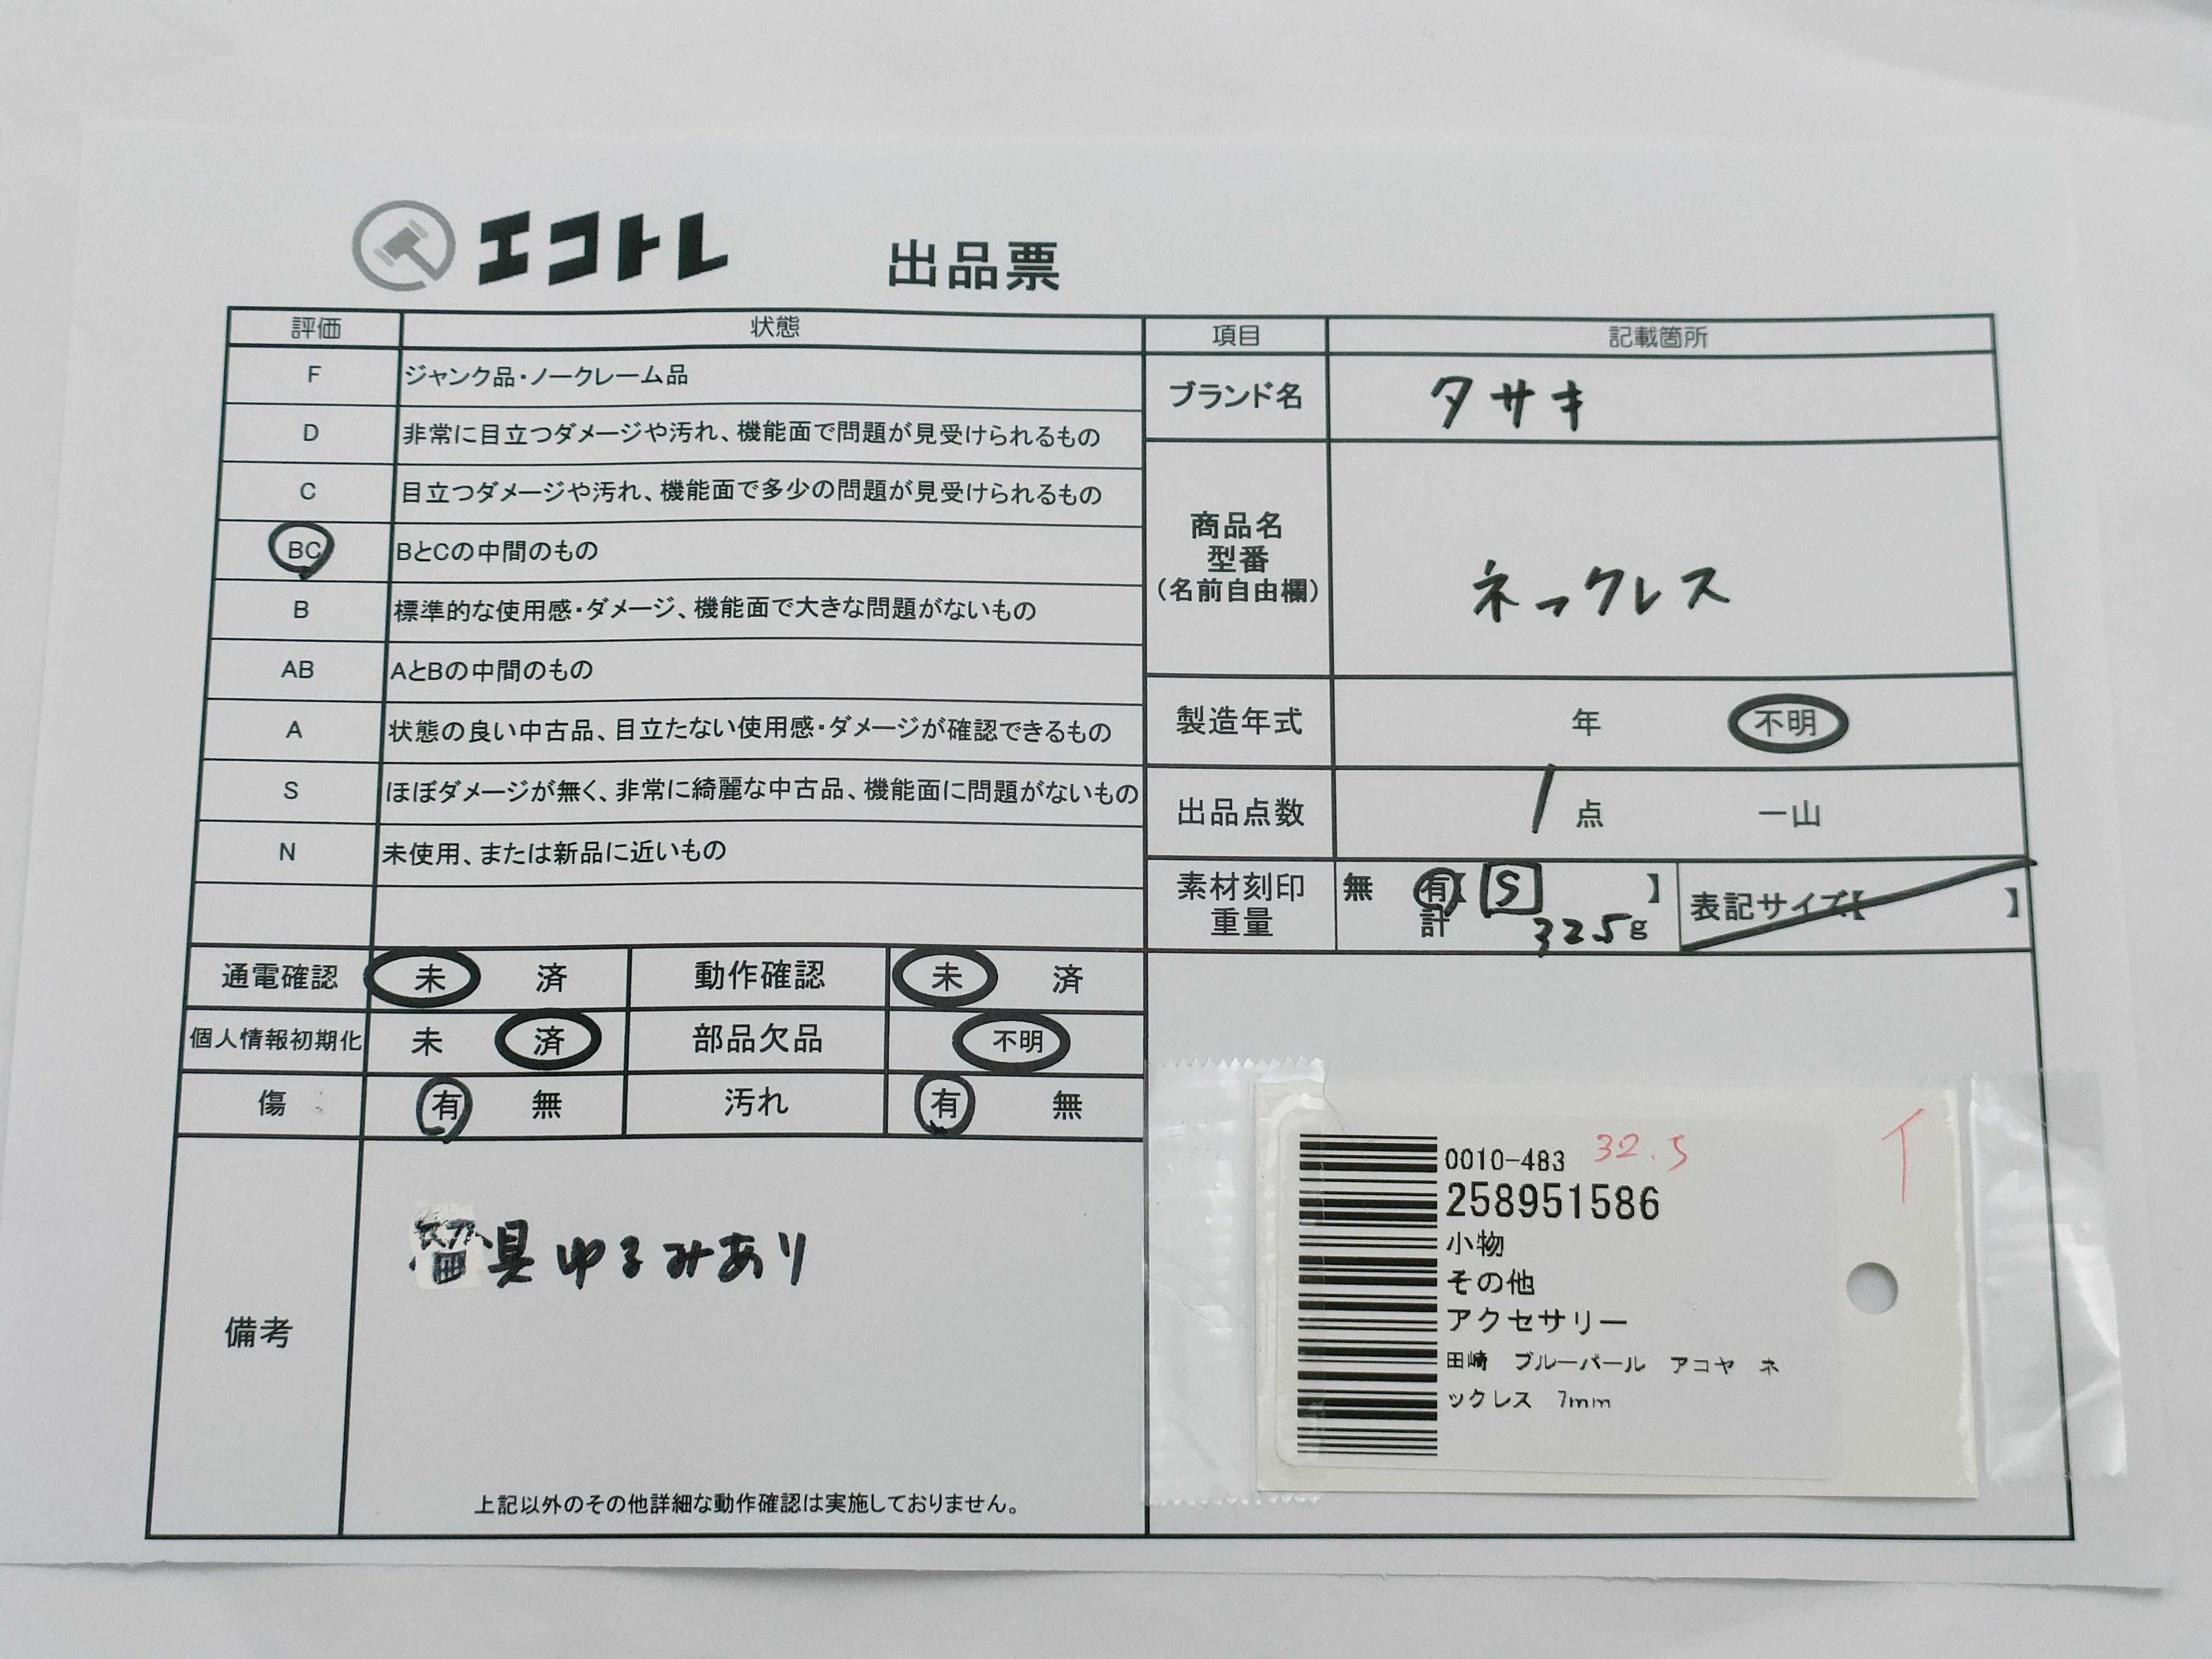 エコトレ 出品票
評価 状態
F ジャンク品・ノークレーム品
D 非常に目立つダメージや汚れ、機能面で問題が見受けられるもの
C 目立つダメージや汚れ、機能面で多少の問題が見受けられるもの
BC BとCの中間のもの
B 標準的な使用感・ダメージ、機能面で大きな問題がないもの
AB AとBの中間のもの
A 状態の良い中古品、目立たない使用感・ダメージが確認できるもの
S ほぼダメージが無く、非常に綺麗な中古品、機能面に問題がないもの
N 未使用、または新品に近いもの
通電確認 未 済 動作確認 未 済
個人情報初期化 未 済 部品欠品 不明
傷 有 無 汚れ 有 無
備考
留具ゆるみあり
上記以外のその他詳細な動作確認は実施しておりません。
項目 記載箇所
ブランド名 タサキ
商品名
型番
(名前自由欄)
ネックレス
製造年式 年 不明
出品点数 1 点 一山
素材刻印 無 有【 S 】 表記サイズ【 】
重量 計 32.5g
0010-483 32.5
258951586
小物
その他
アクセサリー
田崎 ブルーパール アコヤ ネ
ックレス 7mm